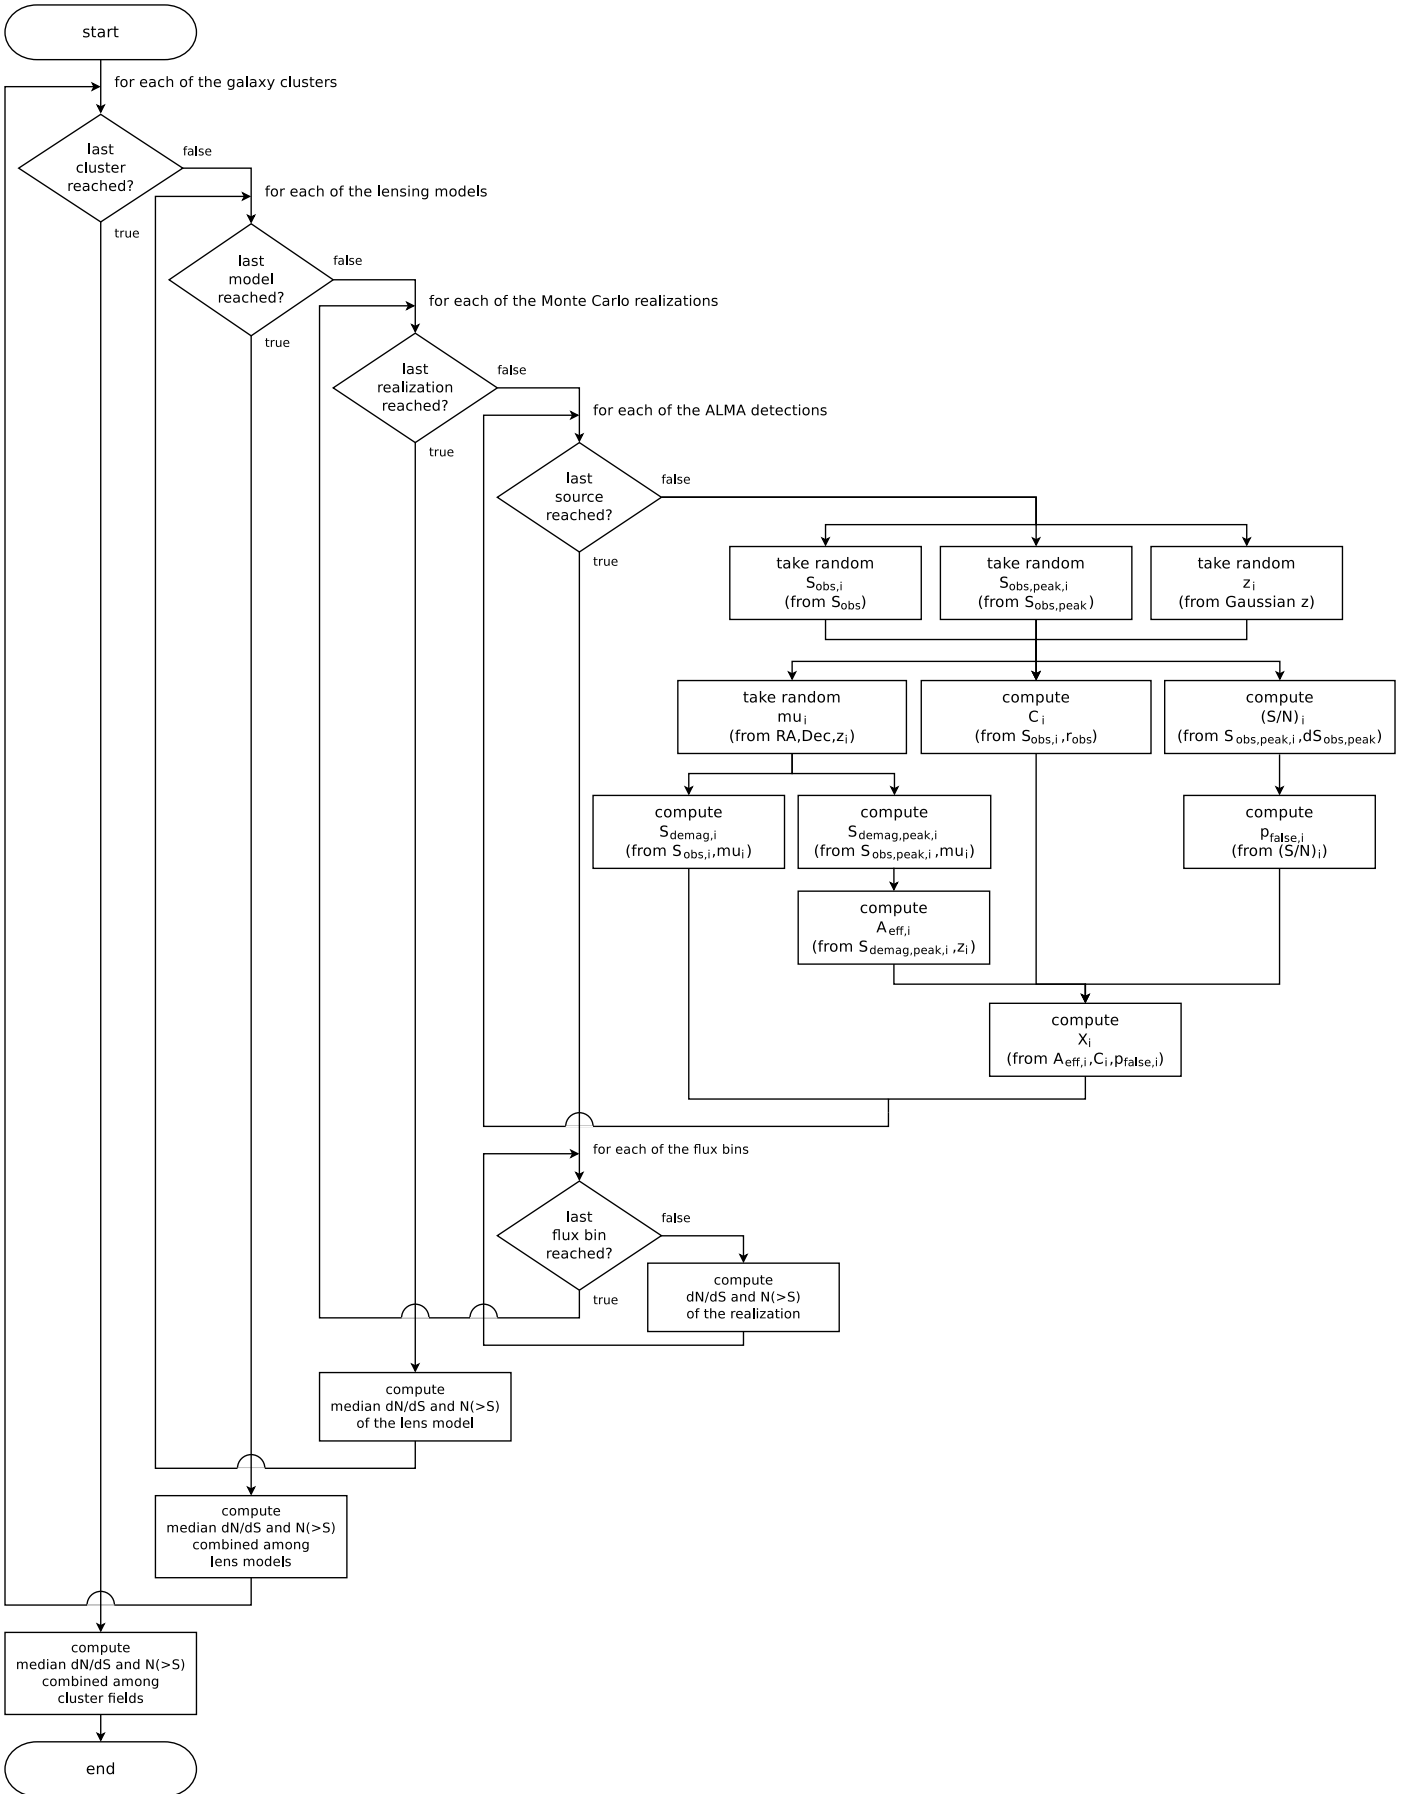 start
for each of the galaxy clusters
last
cluster
reached?
false
true
for each of the lensing models
last
model
reached?
false
true
for each of the Monte Carlo realizations
last
realization
reached?
false
true
for each of the ALMA detections
last
source
reached?
false
true
take random
S_obs,i
(from S_obs)
take random
S_obs,peak,i
(from S_obs,peak)
take random
z_i
(from Gaussian z)
take random
mu_i
(from RA,Dec,z_i)
compute
C_i
(from S_obs,i,r_obs)
compute
(S/N)_i
(from S_obs,peak,i,dS_obs,peak)
compute
S_demag,i
(from S_obs,i,mu_i)
compute
S_demag,peak,i
(from S_obs,peak,i,mu_i)
compute
p_false,i
(from (S/N)_i)
compute
A_eff,i
(from S_demag,peak,i,z_i)
compute
X_i
(from A_eff,i,C_i,p_false,i)
for each of the flux bins
last
flux bin
reached?
false
true
compute
dN/dS and N(>S)
of the realization
compute
median dN/dS and N(>S)
of the lens model
compute
median dN/dS and N(>S)
combined among
lens models
compute
median dN/dS and N(>S)
combined among
cluster fields
end